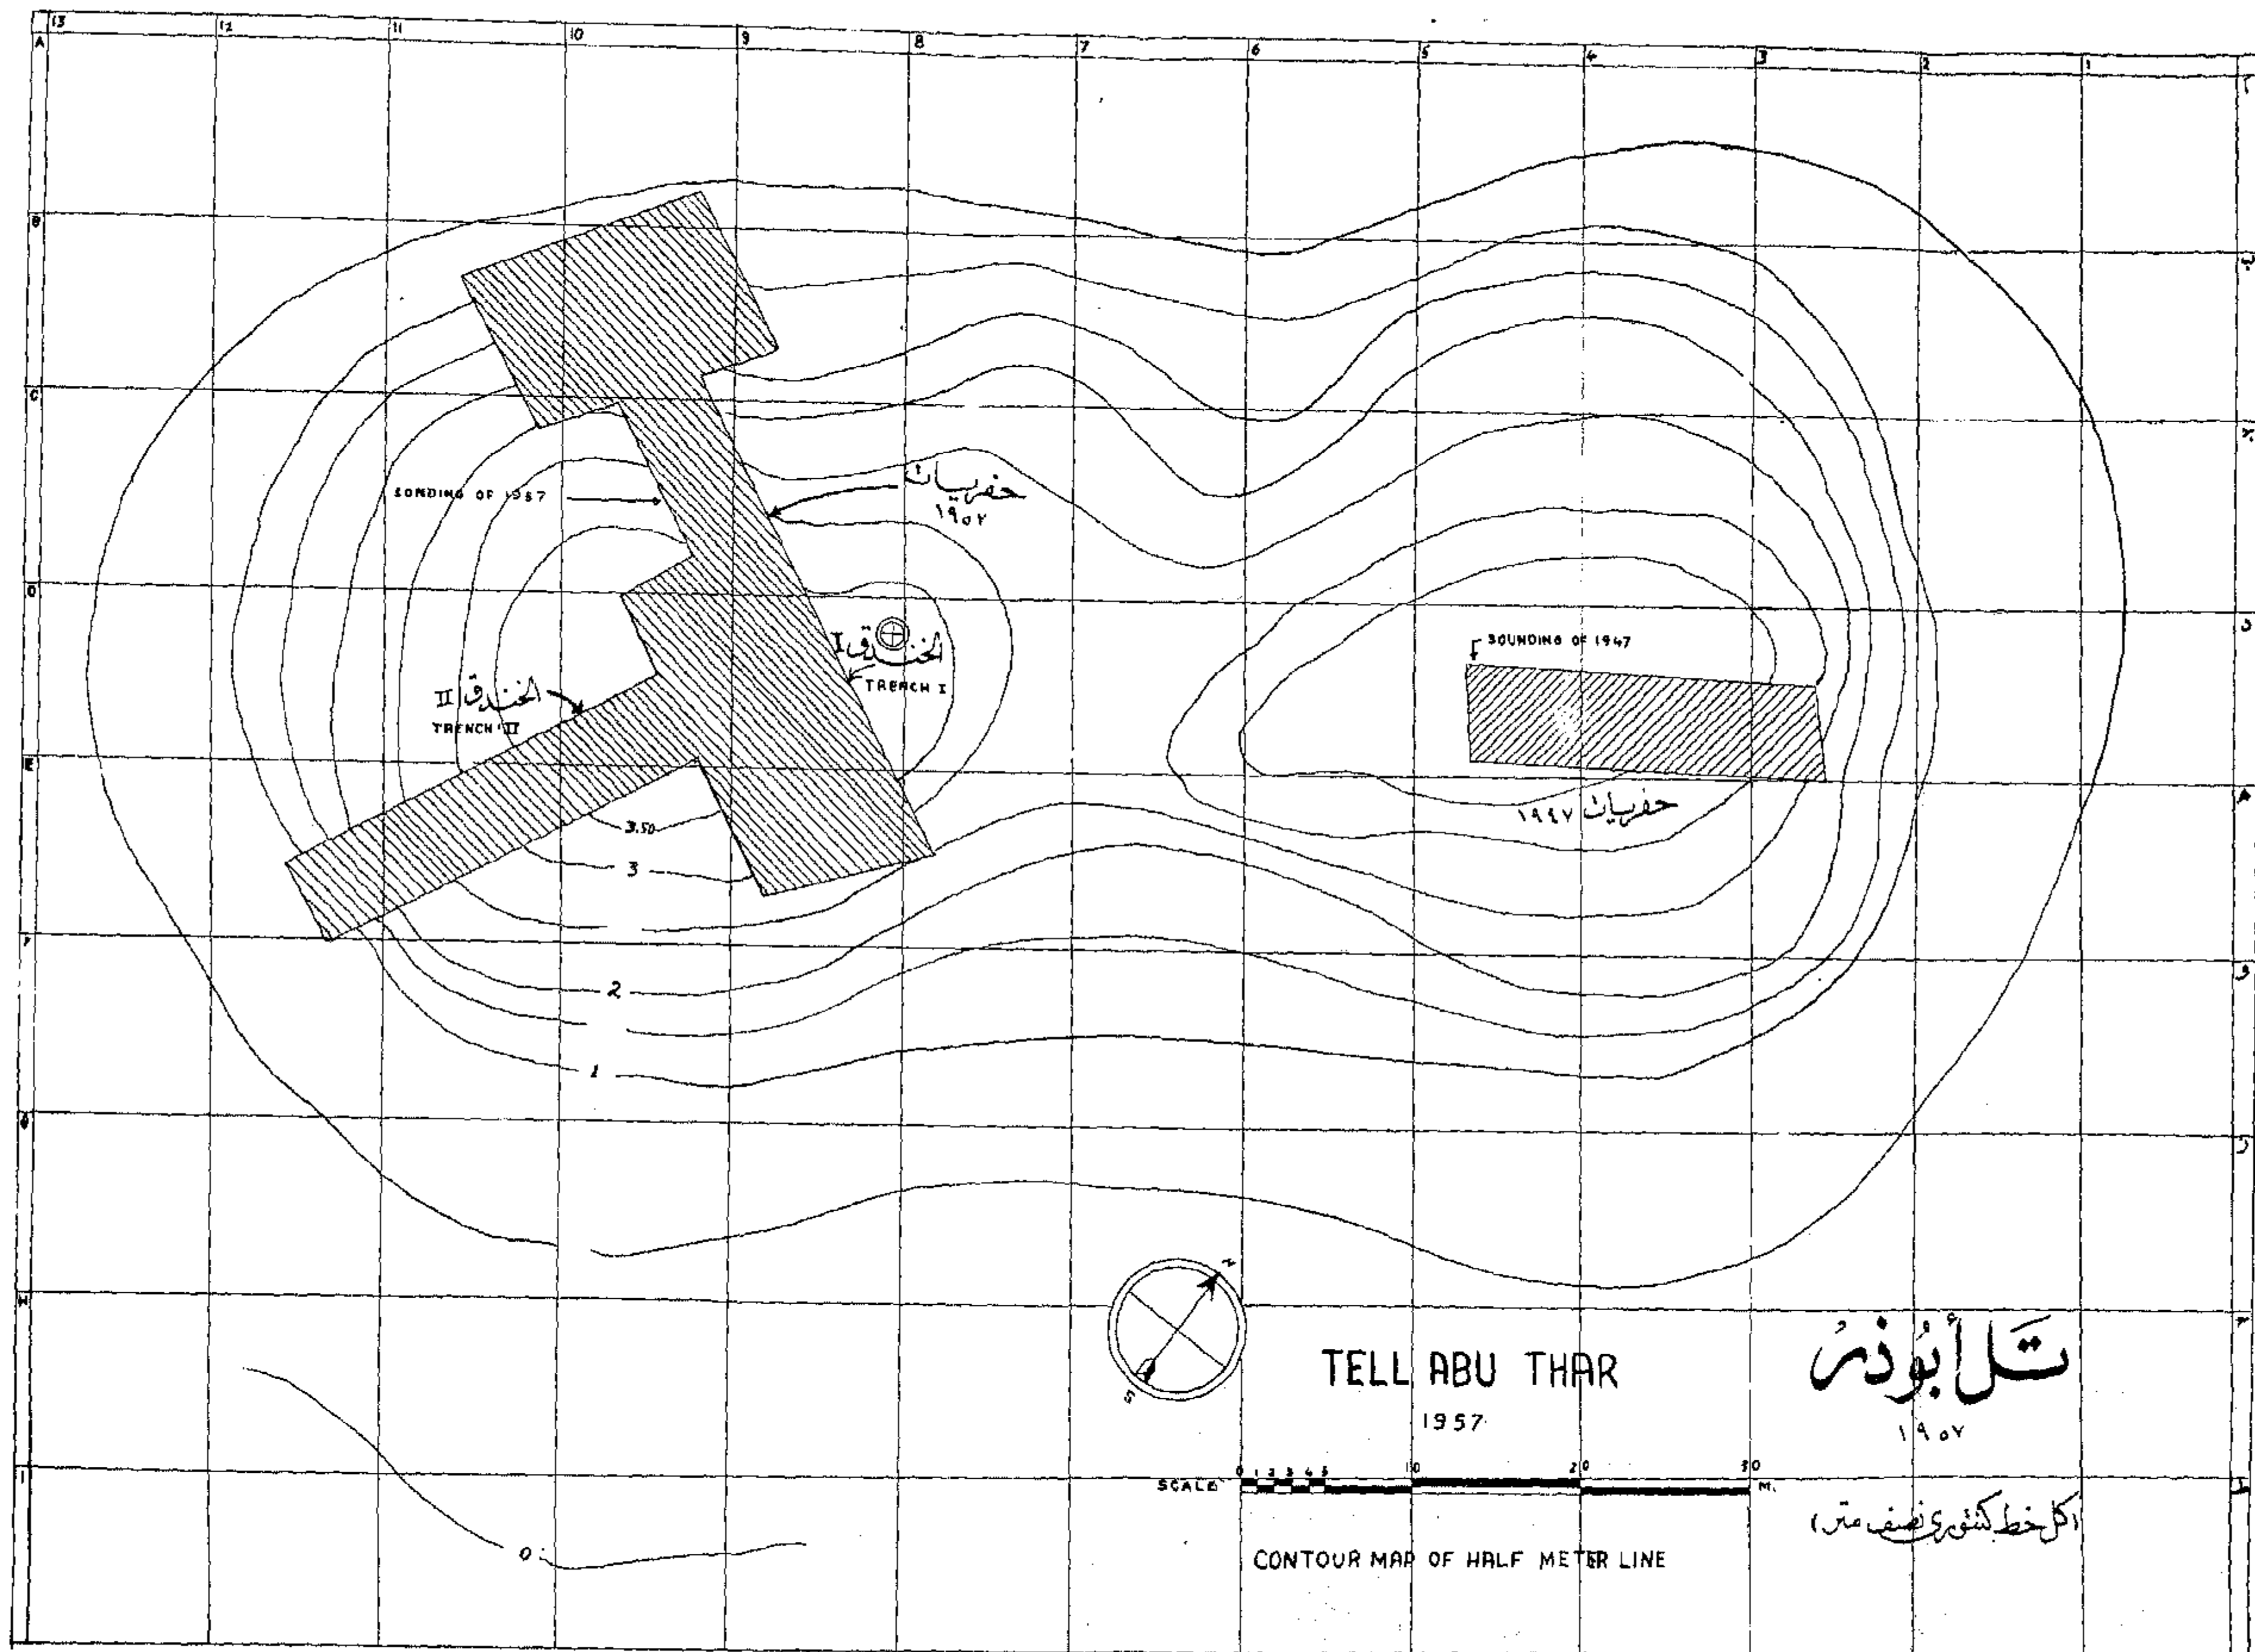 13 12 11 10 9 8 7 6 5 4 3 2 1
A
B
ب
C
SONDING OF 1957
حفريات
١٩٥٧
D
د
SOUNDING OF 1947
الخندق I
TRENCH I
الخندق II
TRENCH II
E
حفريات ١٩٤٧
3.50
3
F
و
2
1
G
ز
N
S
H
TELL ABU THAR
1957
تَل أَبُو ذَرُ
١٩٥٧
I
SCALE 0 1 2 3 4 5 10 20 30 M.
(كل خط كنتوري نصف متر)
0
CONTOUR MAP OF HALF METER LINE